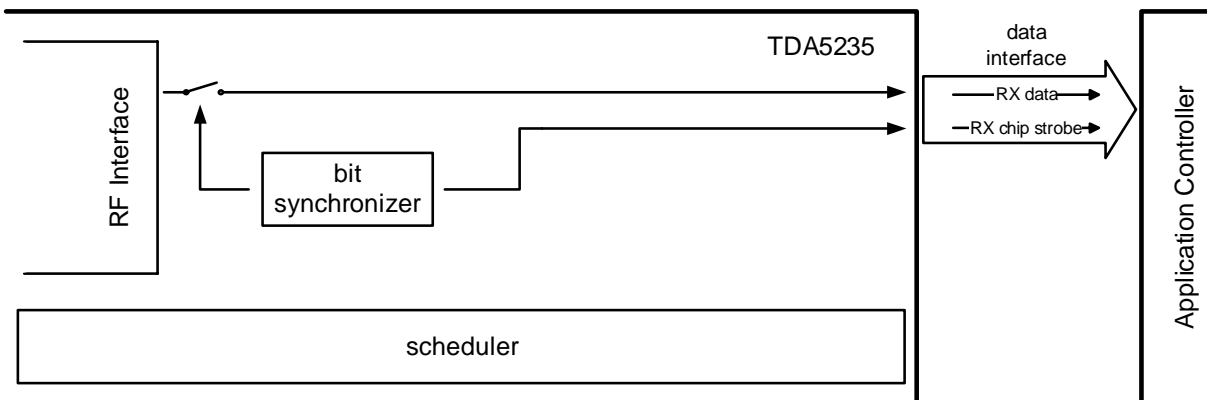 TDA5235
data
interface
RX data
RX chip strobe
RF Interface
bit
synchronizer
scheduler
Application Controller